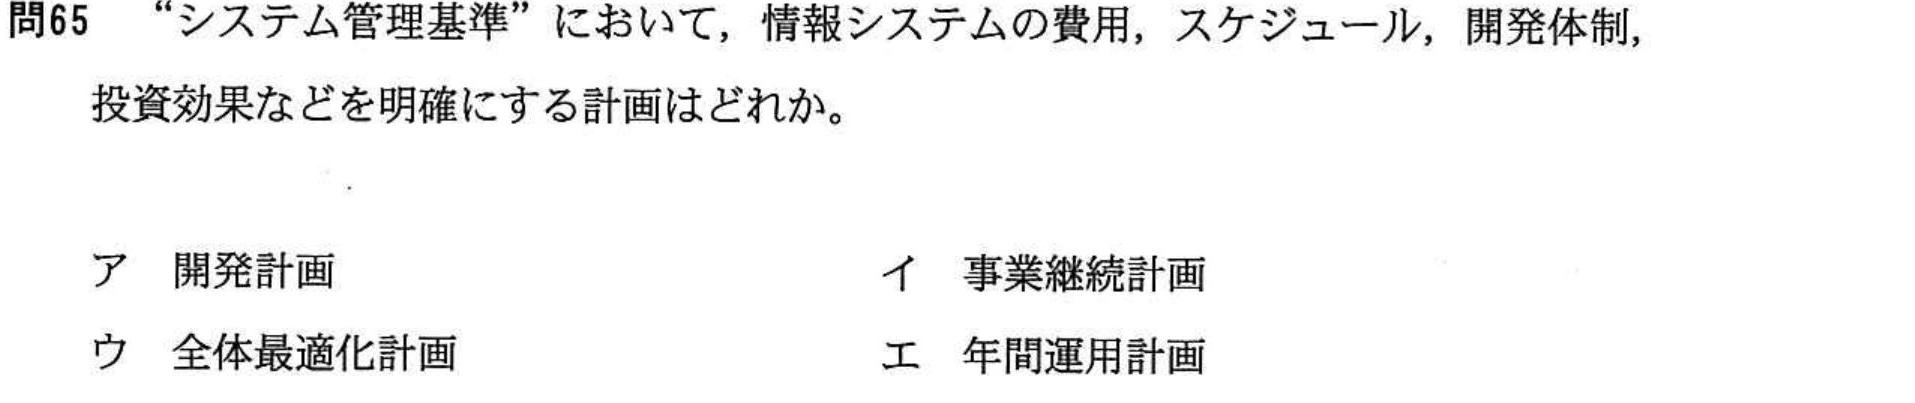 問65 “システム管理基準”において，情報システムの費用，スケジュール，開発体制，
投資効果などを明確にする計画はどれか。
ア 開発計画 イ 事業継続計画
ウ 全体最適化計画 エ 年間運用計画